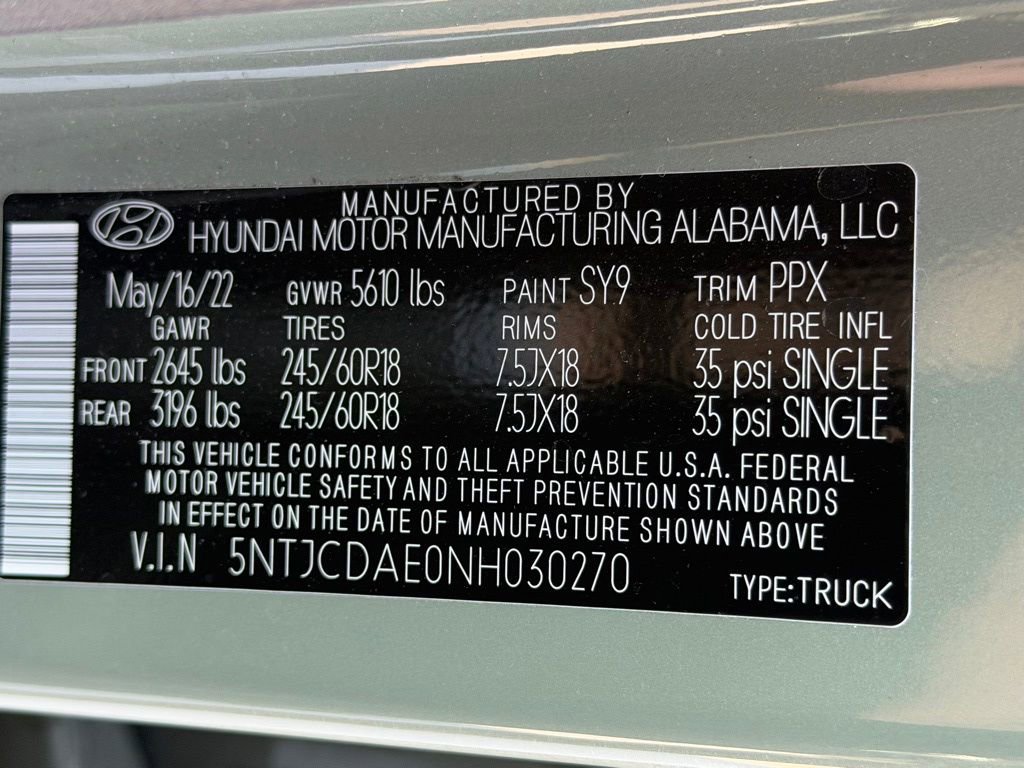 MANUFACTURED BY
HYUNDAI MOTOR MANUFACTURING ALABAMA, LLC
May/16/22 GVWR 5610 lbs PAINT SY9 TRIM PPX
GAWR TIRES RIMS COLD TIRE INFL
FRONT 2645 lbs 245/60R18 7.5JX18 35 psi SINGLE
REAR 3196 lbs 245/60R18 7.5JX18 35 psi SINGLE
THIS VEHICLE CONFORMS TO ALL APPLICABLE U.S.A. FEDERAL
MOTOR VEHICLE SAFETY AND THEFT PREVENTION STANDARDS
IN EFFECT ON THE DATE OF MANUFACTURE SHOWN ABOVE
V.I.N 5NTJCDAE0NH030270
TYPE:TRUCK